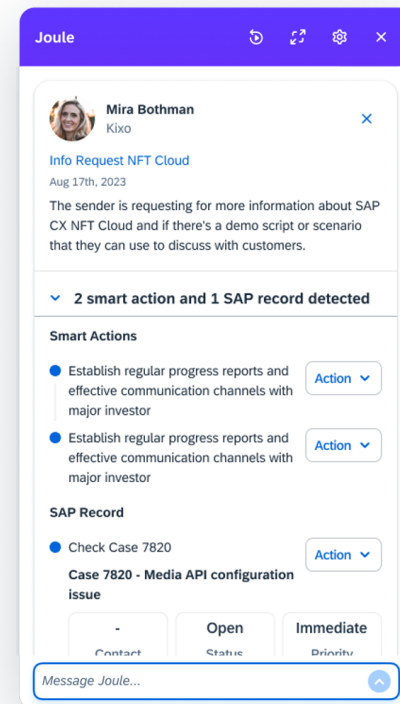 Joule
Mira Bothman
Kixo
Info Request NFT Cloud
Aug 17th, 2023
The sender is requesting for more information about SAP
CX NFT Cloud and if there's a demo script or scenario
that they can use to discuss with customers.
2 smart action and 1 SAP record detected
Smart Actions
Establish regular progress reports and
effective communication channels with
major investor
Action
Establish regular progress reports and
effective communication channels with
major investor
Action
SAP Record
Check Case 7820
Action
Case 7820 - Media API configuration
issue
- Open Immediate
Contact Status Priority
Message Joule...